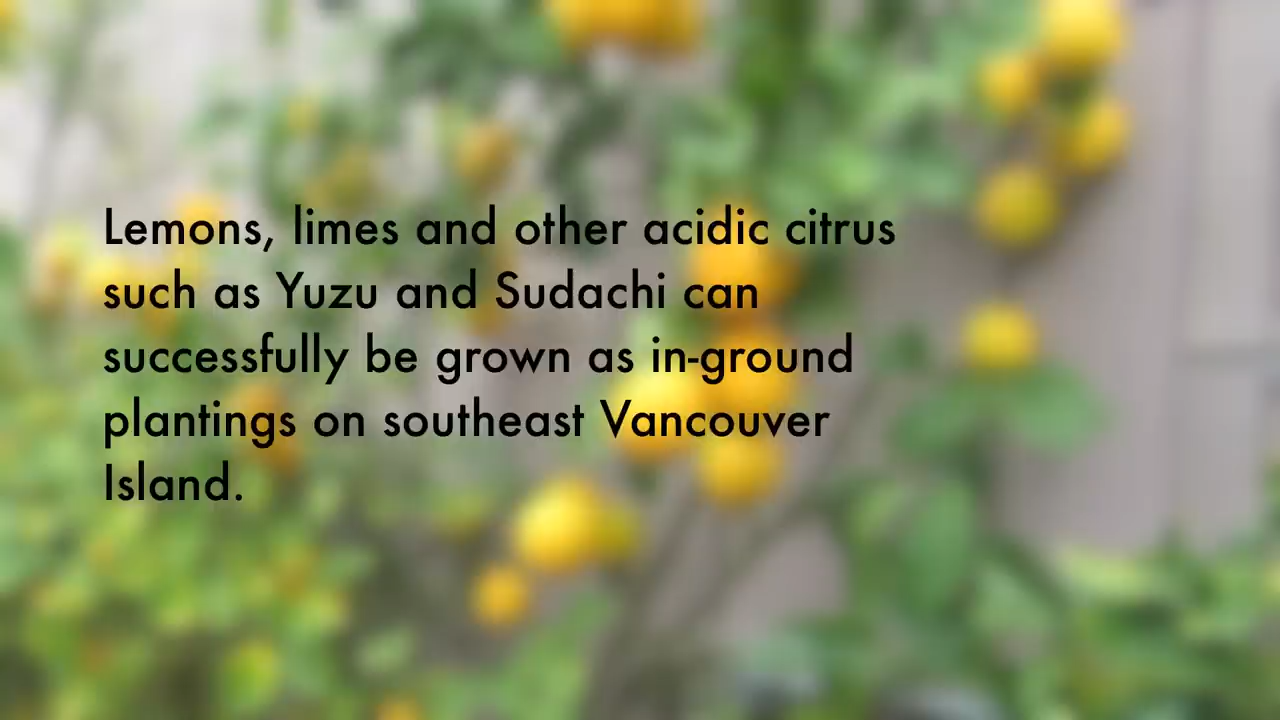 Lemons, limes and other acidic citrus
such as Yuzu and Sudachi can
successfully be grown as in-ground
plantings on southeast Vancouver
Island.